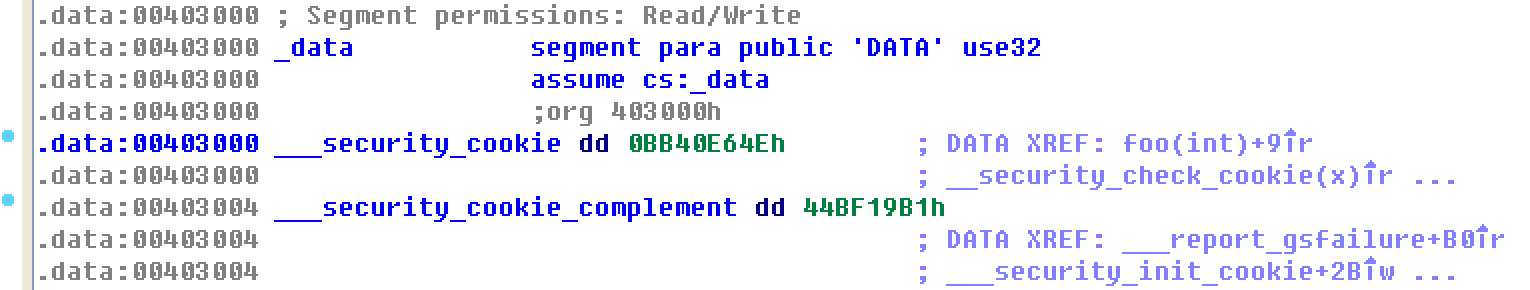 .data:00403000 ; Segment permissions: Read/Write
.data:00403000 _data segment para public 'DATA' use32
.data:00403000 assume cs:_data
.data:00403000 ;org 403000h
.data:00403000 ___security_cookie dd 0BB40E64Eh ; DATA XREF: foo(int)+9↑r
.data:00403000 ; __security_check_cookie(x)↑r ...
.data:00403004 ___security_cookie_complement dd 44BF19B1h
.data:00403004 ; DATA XREF: ___report_gsfailure+B0↑r
.data:00403004 ; ___security_init_cookie+2B↑w ...